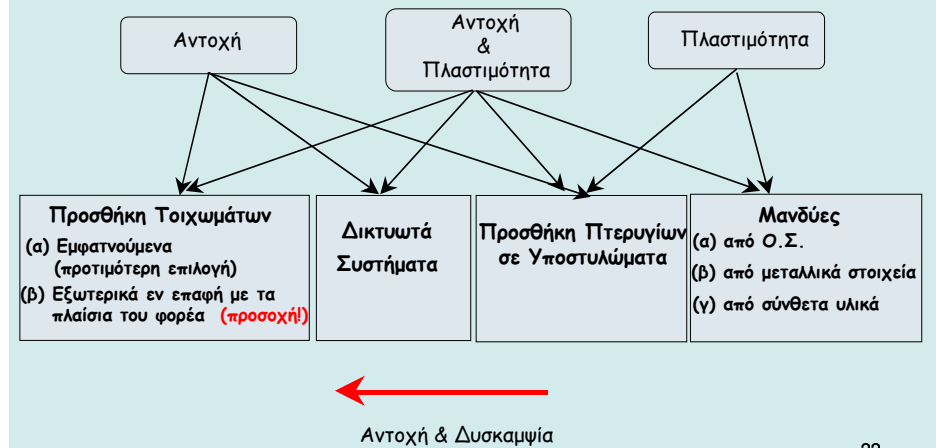 Αντοχή
Αντοχή
&
Πλαστιμότητα
Πλαστιμότητα
Προσθήκη Τοιχωμάτων
(α) Εμφατνούμενα
(προτιμότερη επιλογή)
(β) Εξωτερικά εν επαφή με τα
πλαίσια του φορέα (προσοχή!)
Δικτυωτά
Συστήματα
Προσθήκη Πτερυγίων
σε Υποστυλώματα
Μανδύες
(α) από Ο.Σ.
(β) από μεταλλικά στοιχεία
(γ) από σύνθετα υλικά
Αντοχή & Δυσκαμψία